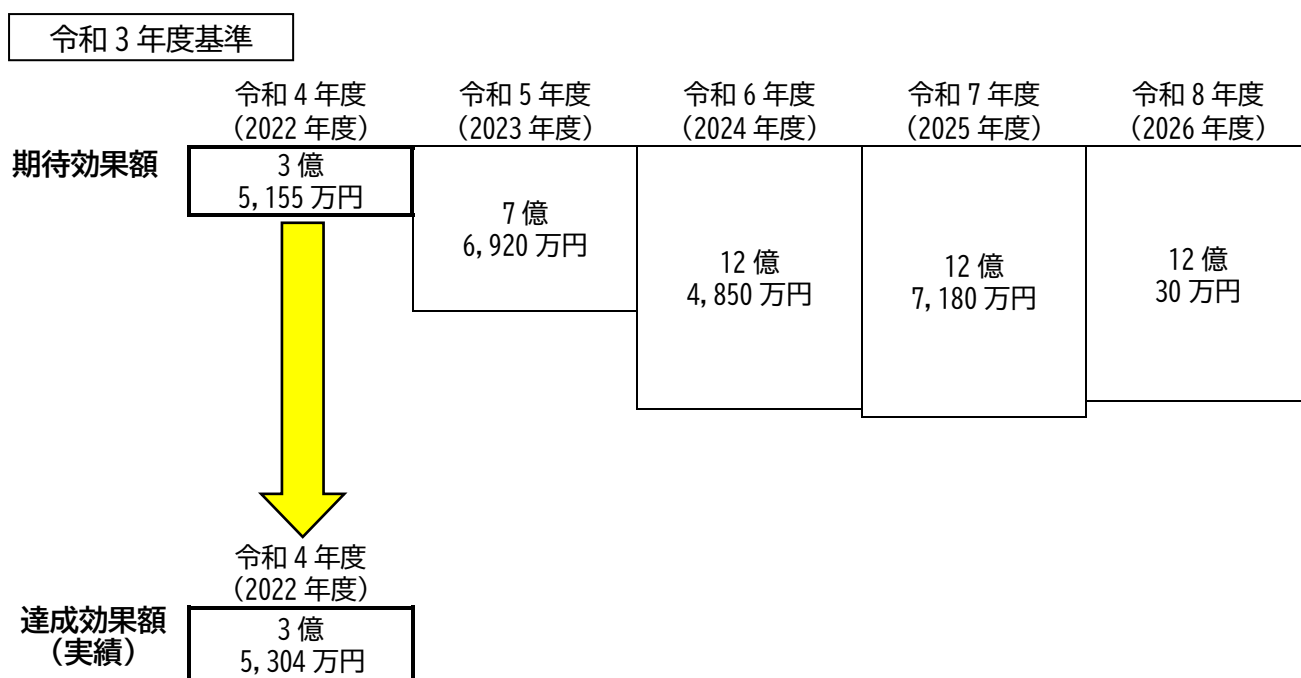 令和3年度基準
令和4年度 令和5年度 令和6年度 令和7年度 令和8年度
(2022年度) (2023年度) (2024年度) (2025年度) (2026年度)
期待効果額
3億
5,155万円
7億
6,920万円
12億
4,850万円
12億
7,180万円
12億
30万円
令和4年度
(2022年度)
達成効果額
(実績)
3億
5,304万円